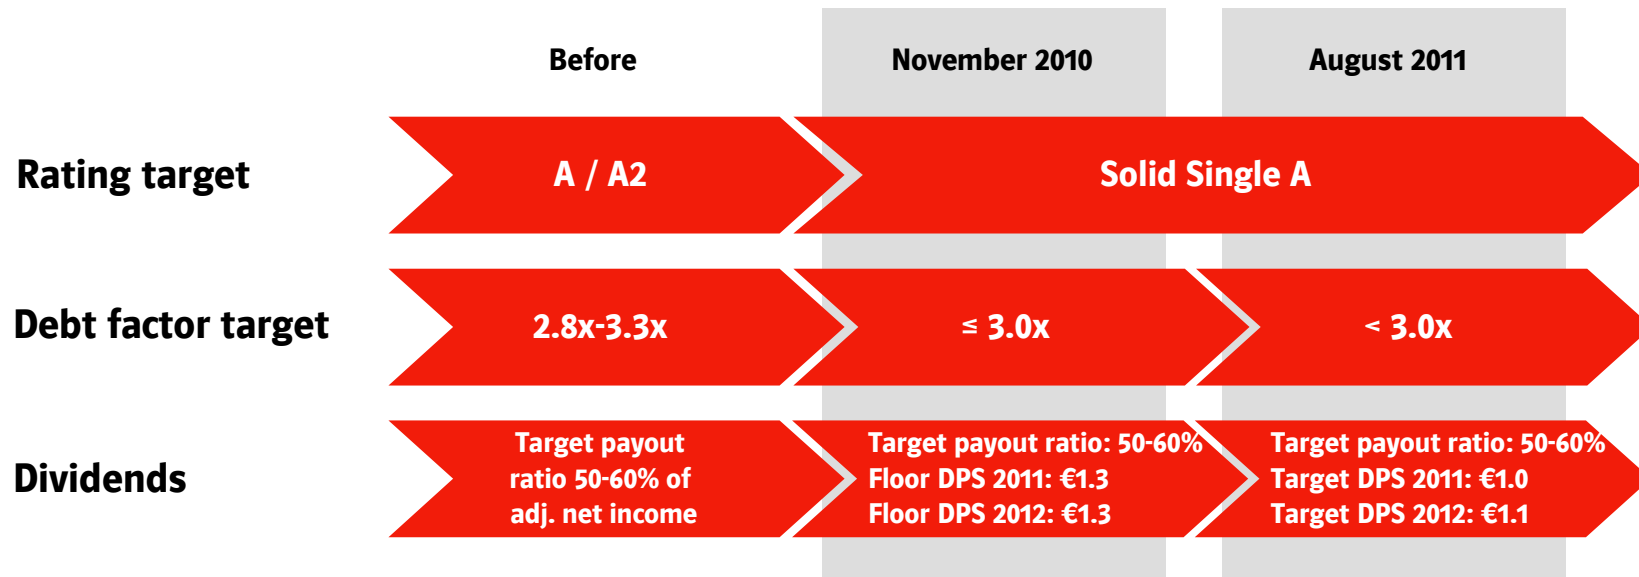 Before
November 2010
August 2011
Rating target
A / A2
Solid Single A
Debt factor target
2.8x-3.3x
≤ 3.0x
< 3.0x
Dividends
Target payout
ratio 50-60% of
adj. net income
Target payout ratio: 50-60%
Floor DPS 2011: €1.3
Floor DPS 2012: €1.3
Target payout ratio: 50-60%
Target DPS 2011: €1.0
Target DPS 2012: €1.1